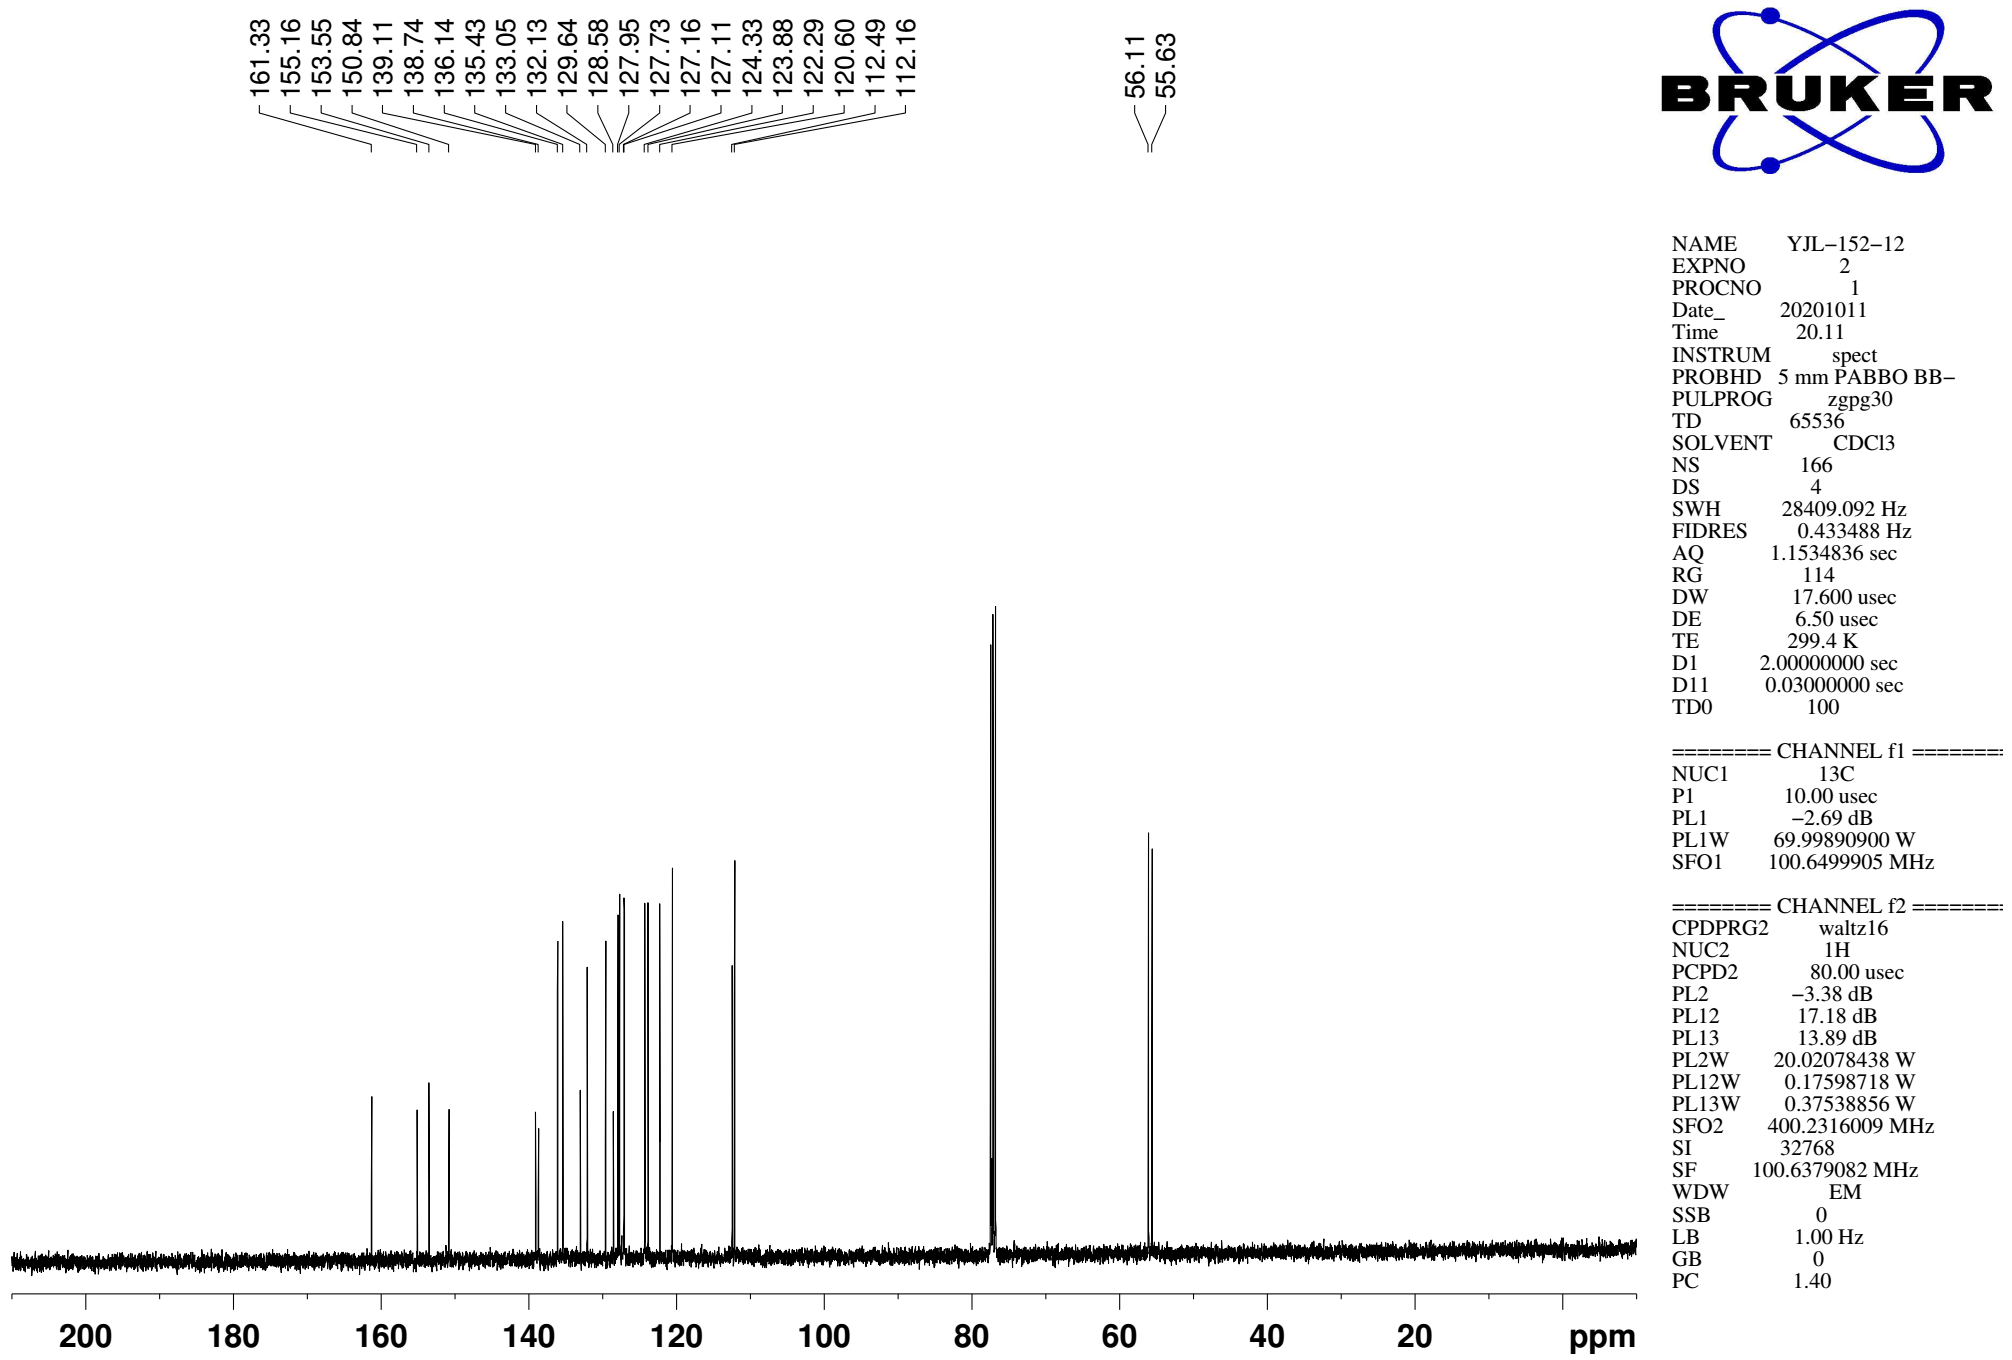 161.33
155.16
153.55
150.84
139.11
138.74
136.14
135.43
133.05
132.13
129.64
128.58
127.95
127.73
127.16
127.11
124.33
123.88
122.29
120.60
112.49
112.16
56.11
55.63
BRUKER
NAME YJL−152−12
EXPNO 2
PROCNO 1
Date_ 20201011
Time 20.11
INSTRUM spect
PROBHD 5 mm PABBO BB−
PULPROG zgpg30
TD 65536
SOLVENT CDCl3
NS 166
DS 4
SWH 28409.092 Hz
FIDRES 0.433488 Hz
AQ 1.1534836 sec
RG 114
DW 17.600 usec
DE 6.50 usec
TE 299.4 K
D1 2.00000000 sec
D11 0.03000000 sec
TD0 100
======== CHANNEL f1 ========
NUC1 13C
P1 10.00 usec
PL1 −2.69 dB
PL1W 69.99890900 W
SFO1 100.6499905 MHz
======== CHANNEL f2 ========
CPDPRG2 waltz16
NUC2 1H
PCPD2 80.00 usec
PL2 −3.38 dB
PL12 17.18 dB
PL13 13.89 dB
PL2W 20.02078438 W
PL12W 0.17598718 W
PL13W 0.37538856 W
SFO2 400.2316009 MHz
SI 32768
SF 100.6379082 MHz
WDW EM
SSB 0
LB 1.00 Hz
GB 0
PC 1.40
200 180 160 140 120 100 80 60 40 20 ppm